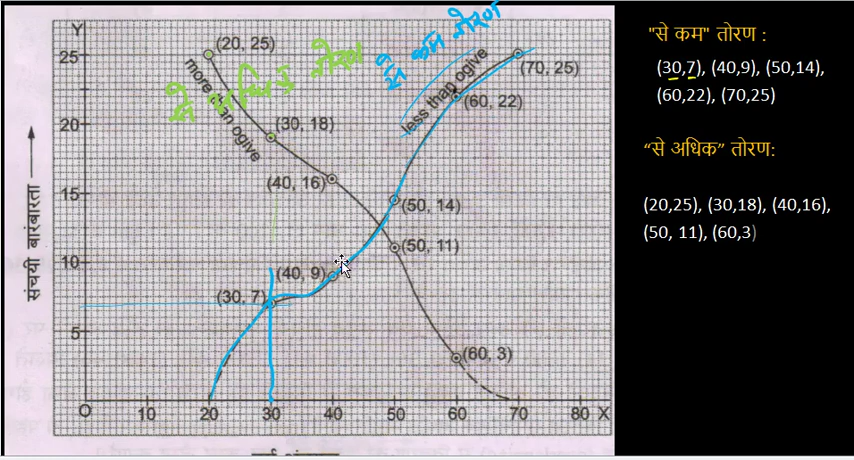 Y
25
20
15
10
5
O
10
20
30
40
50
60
70
80
X
संचयी बारंबारता
(20, 25)
से अधिक तोरण
more than ogive
से कम तोरण
less than ogive
(70, 25)
(60, 22)
(30, 18)
(40, 16)
(50, 14)
(50, 11)
(40, 9)
(30, 7)
(60, 3)
"से कम" तोरण :
(30,7), (40,9), (50,14),
(60,22), (70,25)
“से अधिक” तोरण:
(20,25), (30,18), (40,16),
(50, 11), (60,3)